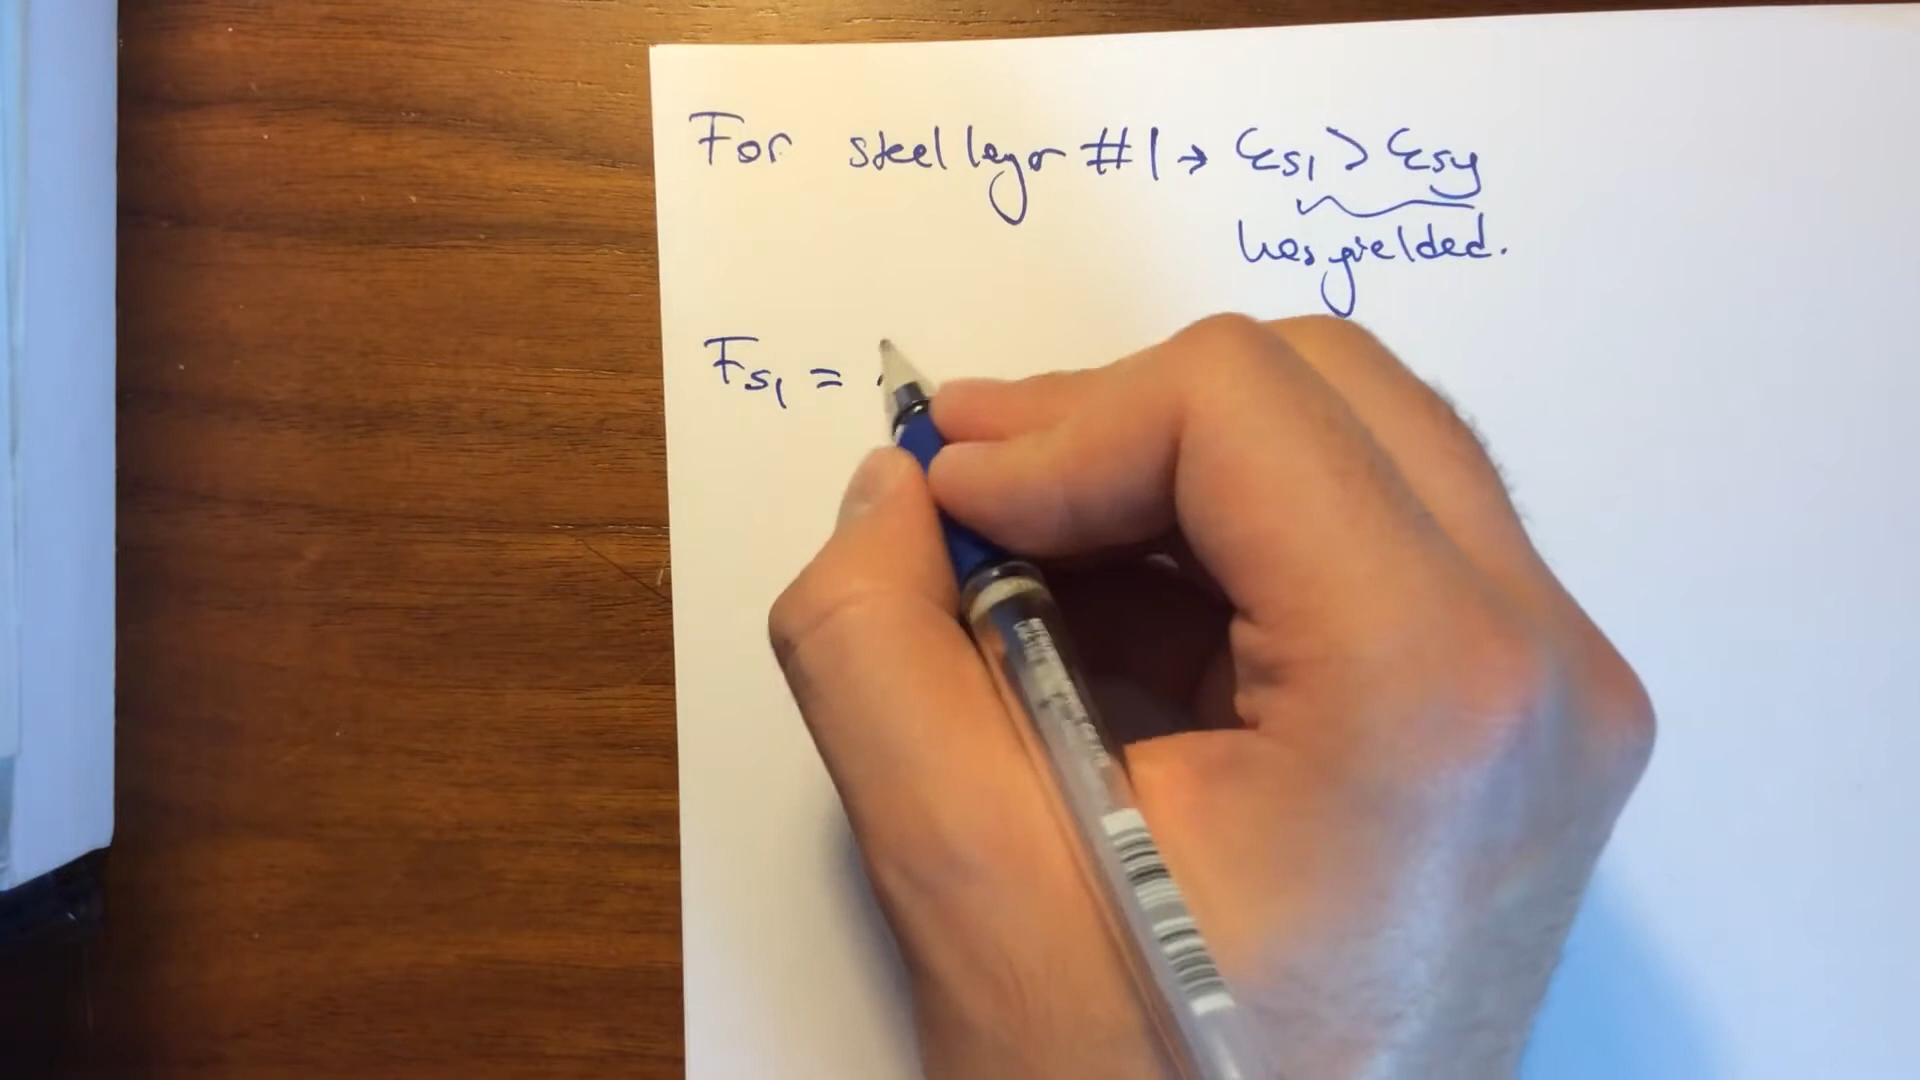 For steel layer #1 → εs1 > εsy
has yielded.
Fs1 =